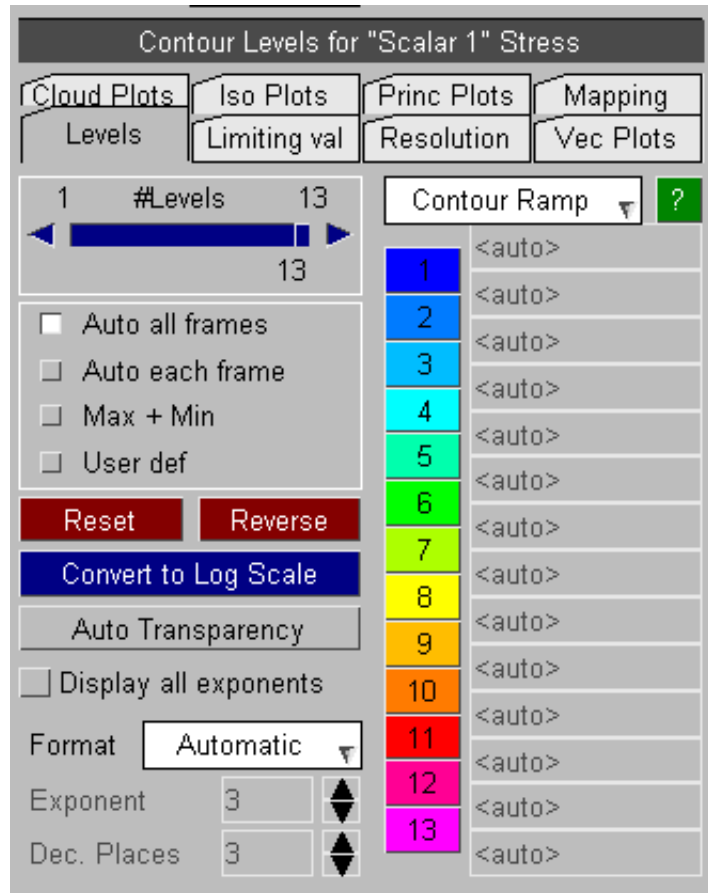 Contour Levels for "Scalar 1" Stress
Cloud Plots Iso Plots Princ Plots Mapping
Levels Limiting val Resolution Vec Plots
1 #Levels 13
13
Auto all frames
Auto each frame
Max + Min
User def
Reset Reverse
Convert to Log Scale
Auto Transparency
Display all exponents
Format Automatic
Exponent 3
Dec. Places 3
Contour Ramp ?
<auto>
1
<auto>
2
<auto>
3
<auto>
4
<auto>
5
<auto>
6
<auto>
7
<auto>
8
<auto>
9
<auto>
10
<auto>
11
<auto>
12
<auto>
13
<auto>